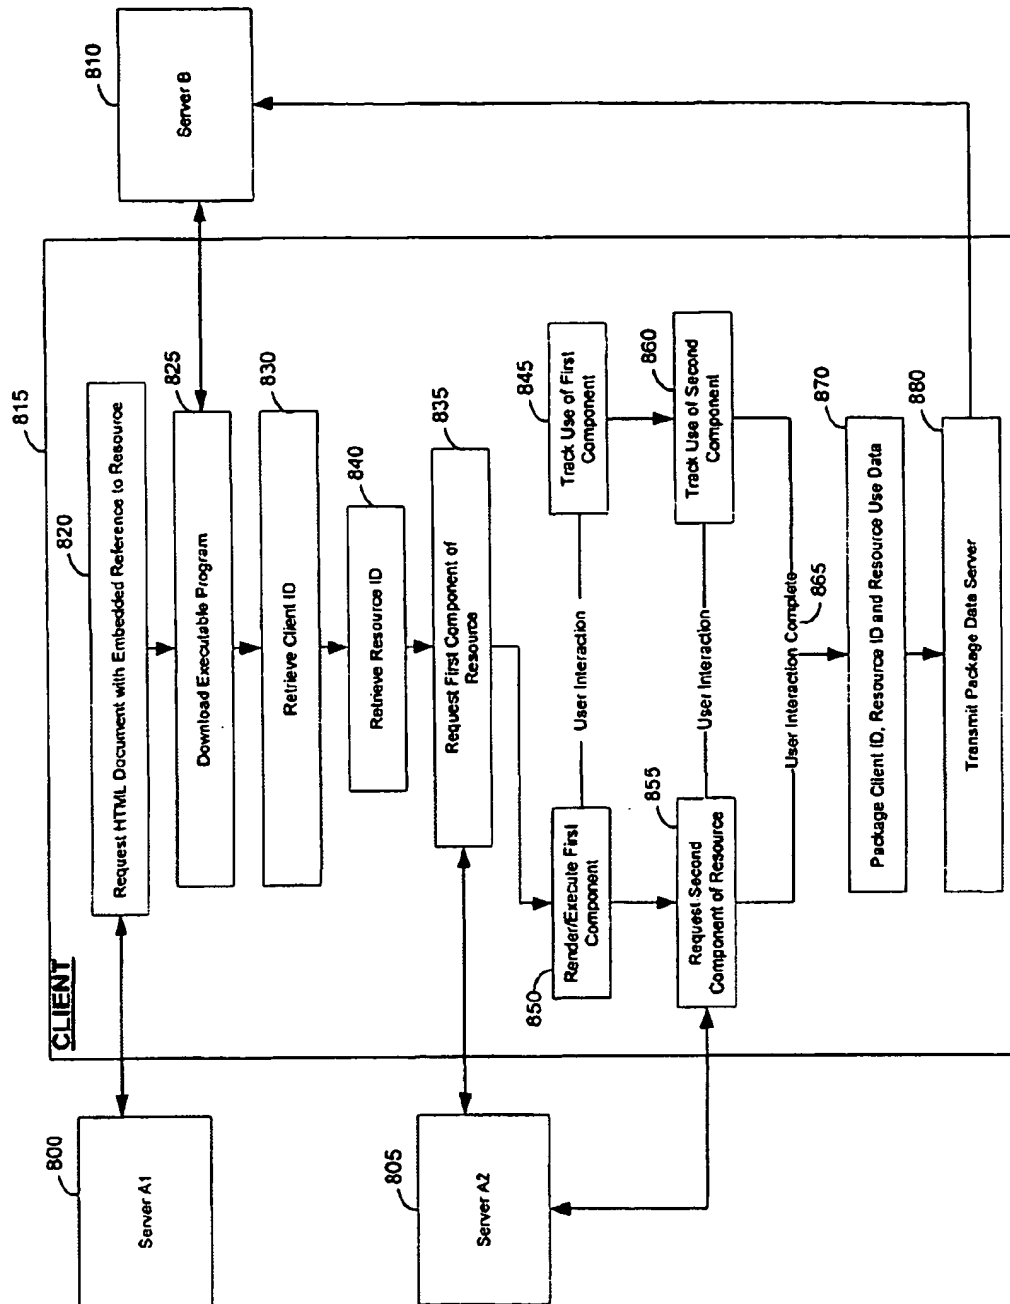 CLIENT
815
Server A1
800
Server A2
805
Server B
810
820
Request HTML Document with Embedded Reference to Resource
825
Download Executable Program
830
Retrieve Client ID
840
Retrieve Resource ID
835
Request First Component of
Resource
850
Render/Execute First
Component
User Interaction
845
Track Use of First
Component
855
Request Second
Component of Resource
User Interaction
860
Track Use of Second
Component
User Interaction Complete
865
870
Package Client ID, Resource ID and Resource Use Data
880
Transmit Package Data Server